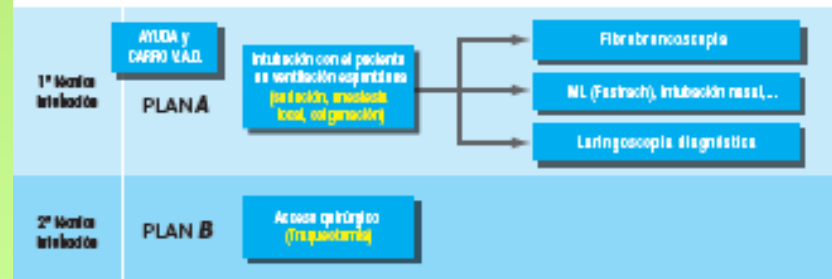 AYUDA y
CARRO V.A.D.
1ª técnica
intubación
PLAN A
Intubación con el paciente
en ventilación espontánea
(sedación, anestesia
local, oxigenación)
Fibrobroncoscopia
ML (Fastrach), intubación nasal,...
Laringoscopia diagnóstica
2ª técnica
intubación
PLAN B
Acceso quirúrgico
(Traqueotomía)